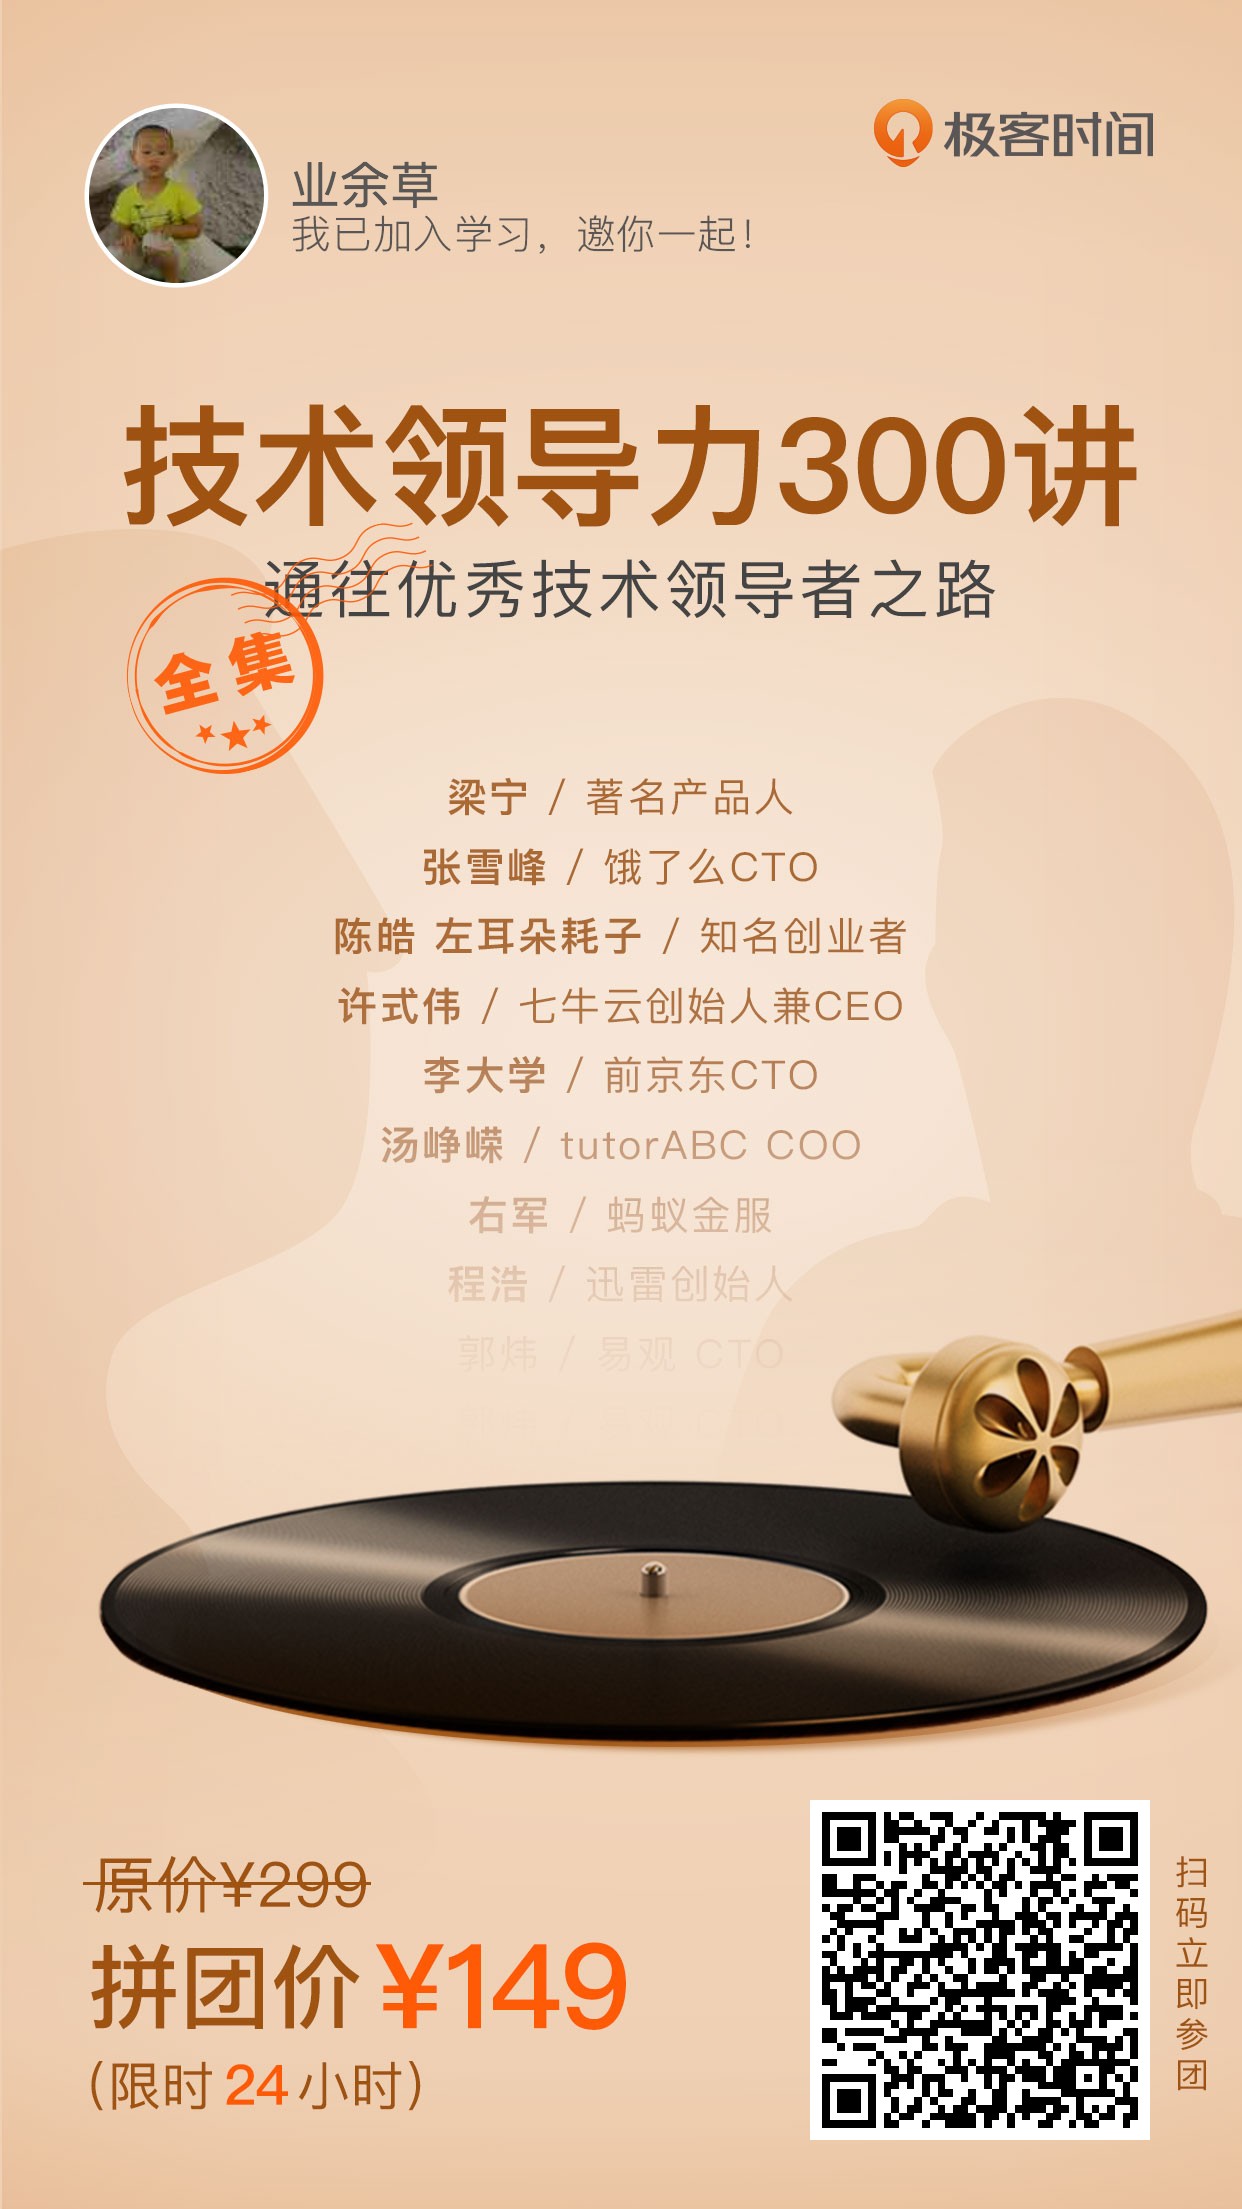 业余草
我已加入学习，邀你一起！
极客时间
技术领导力300讲
通往优秀技术领导者之路
全集
梁宁 / 著名产品人
张雪峰 / 饿了么CTO
陈皓 左耳朵耗子 / 知名创业者
许式伟 / 七牛云创始人兼CEO
李大学 / 前京东CTO
汤峥嵘 / tutorABC COO
右军 / 蚂蚁金服
程浩 / 迅雷创始人
郭炜 / 易观 CTO
郭炜 / 易观 CTO
原价¥299
拼团价 ¥149
(限时 24 小时)
扫码立即参团